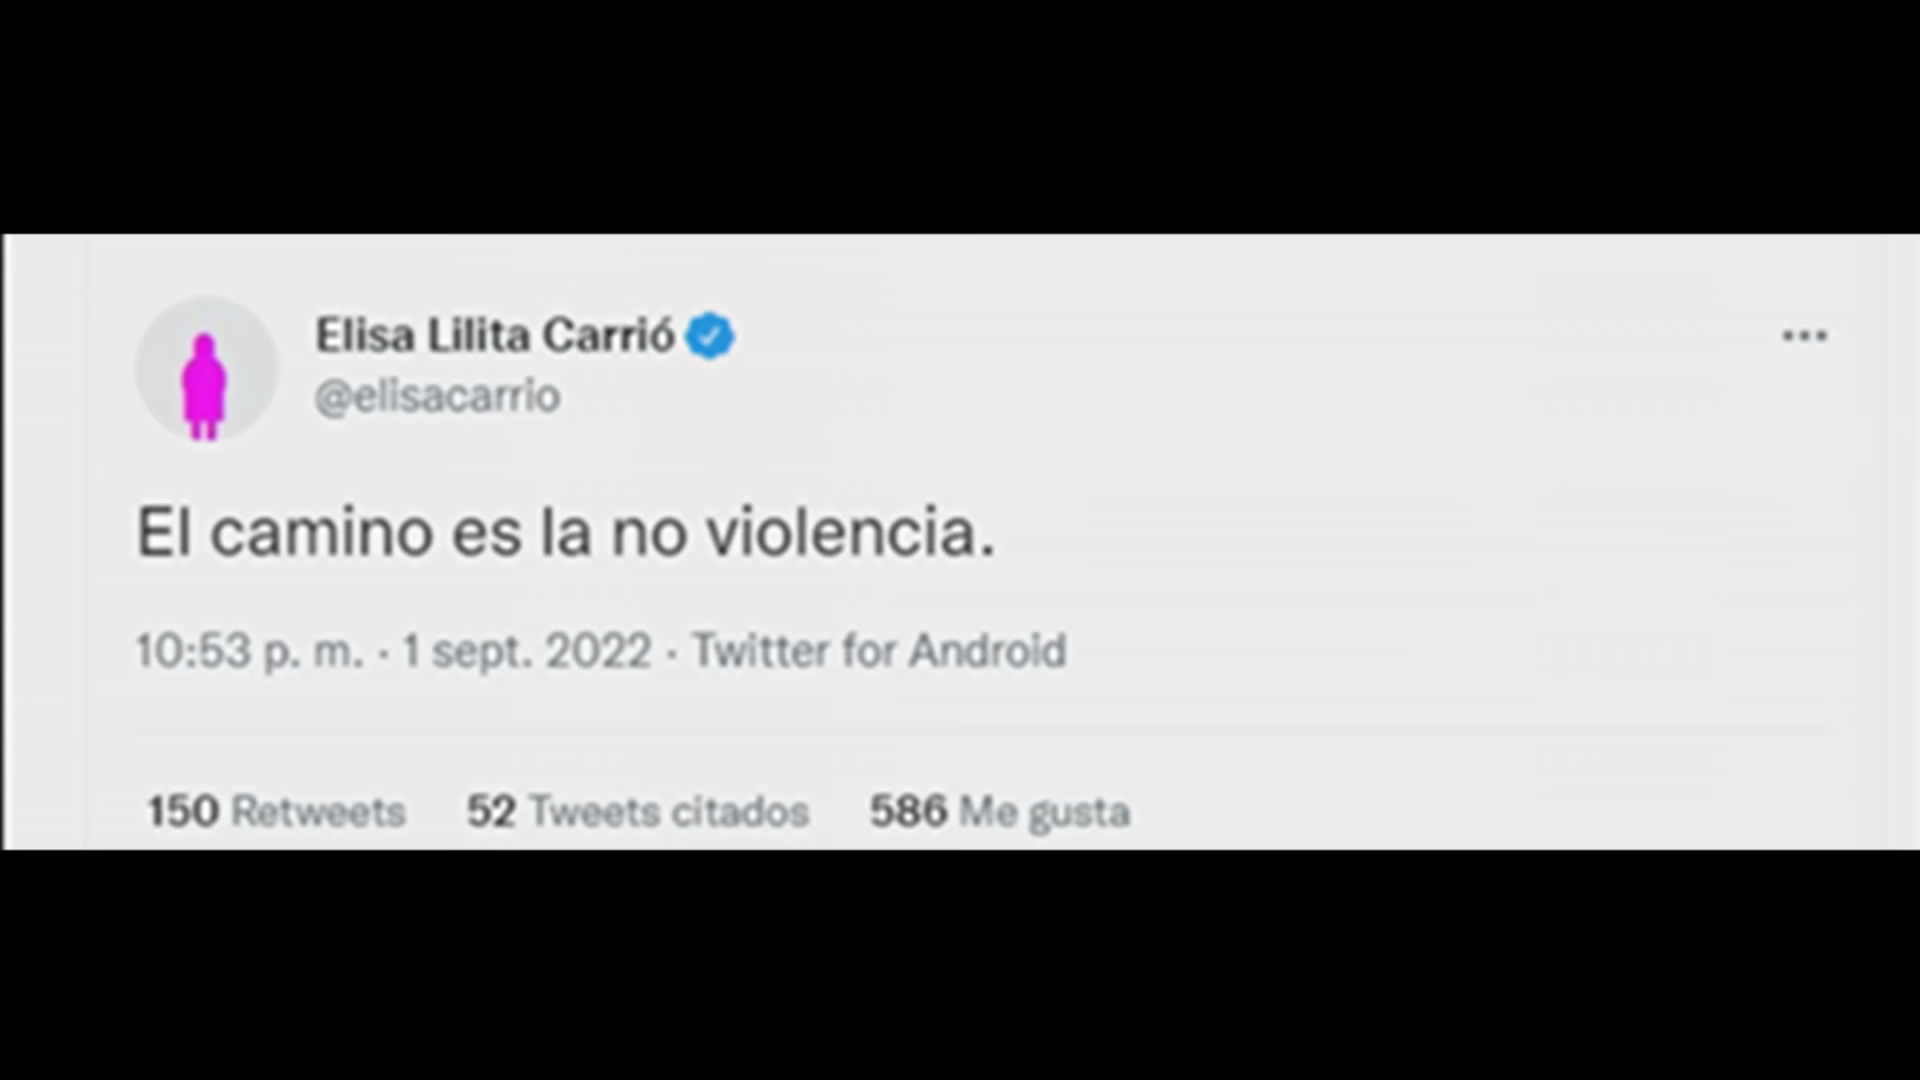 Elisa Lilita Carrió
@elisacarrio
El camino es la no violencia.
10:53 p. m. · 1 sept. 2022 · Twitter for Android
150 Retweets 52 Tweets citados 586 Me gusta